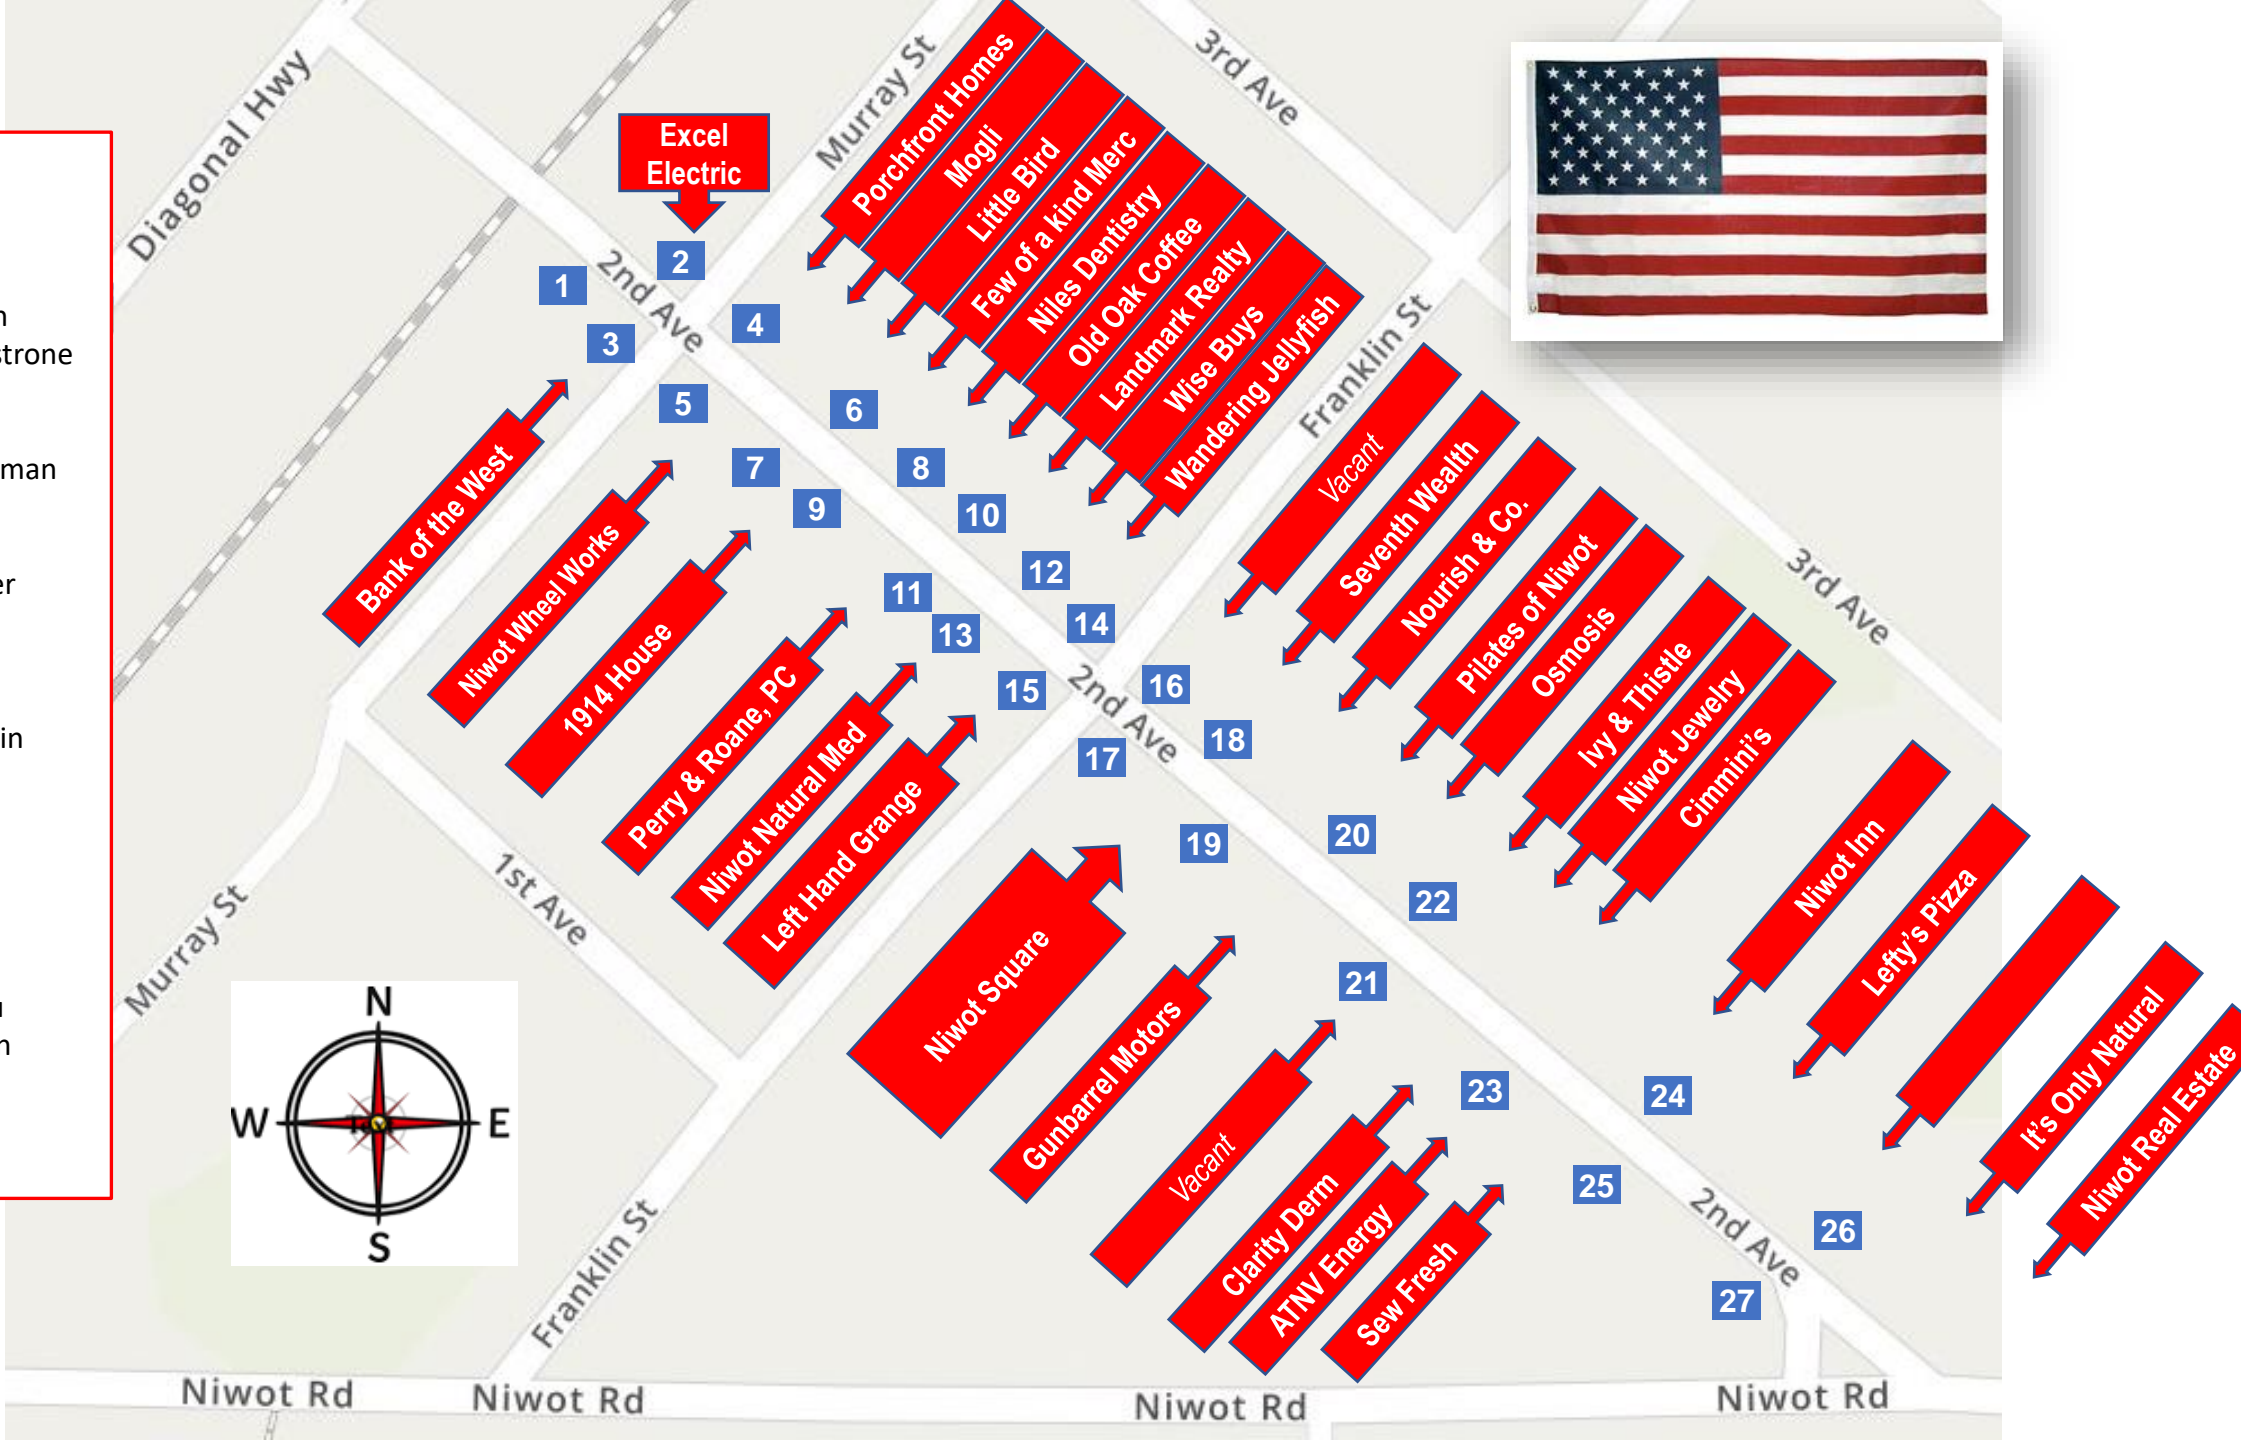 Diagonal Hwy
Murray St
3rd Ave
Excel
Electric
2nd Ave
Porchfront Homes
Mogli
Little Bird
Few of a kind Merc
Niles Dentistry
Old Oak Coffee
Landmark Realty
Wise Buys
Wandering Jellyfish
Franklin St
Vacant
Seventh Wealth
Nourish & Co.
Pilates of Niwot
Osmosis
Ivy & Thistle
Niwot Jewelry
Cimmini's
Niwot Inn
Lefty's Pizza
It's Only Natural
Niwot Real Estate
3rd Ave
1
2
3
4
5
6
7
8
9
10
11
12
13
14
15
16
17
18
19
20
21
22
23
24
25
26
27
Bank of the West
Niwot Wheel Works
1914 House
Perry & Roane, PC
Niwot Natural Med
Left Hand Grange
2nd Ave
Niwot Square
Gunbarrel Motors
Vacant
Clarity Derm
ATNV Energy
Sew Fresh
2nd Ave
1st Ave
Murray St
Franklin St
N
W
E
S
strone
man
er
in
n
Niwot Rd
Niwot Rd
Niwot Rd
Niwot Rd